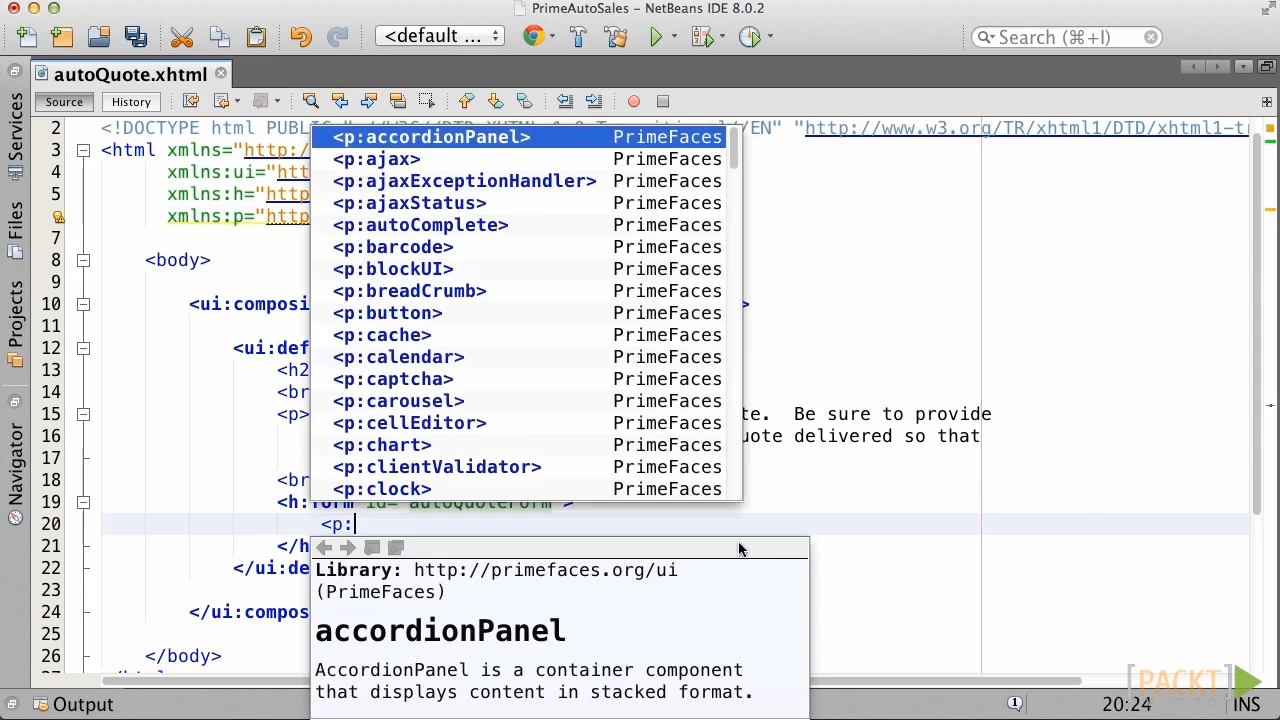 PrimeAutoSales - NetBeans IDE 8.0.2
<default ...
Search (⌘+I)
autoQuote.xhtml
Source
History
Services
Files
Projects
Navigator
2 <!DOCTYPE html PUBLIC "http://www.w3.org/TR/xhtml1/DTD/xhtml1-t
3 <html xmlns="http:/
4 xmlns:ui="htt
5 xmlns:h="http
6 xmlns:p="http
7
8 <body>
9
10 <ui:composi >
11
12 <ui:def
13 <h2
14 <br
15 <p> te. Be sure to provide
16 uote delivered so that
17
18 <br
19 <h:form id="autoQuoteForm">
20 <p:
21 </h
22 </ui:de
23
24 </ui:compos
25
26 </body>
<p:accordionPanel> PrimeFaces
<p:ajax> PrimeFaces
<p:ajaxExceptionHandler> PrimeFaces
<p:ajaxStatus> PrimeFaces
<p:autoComplete> PrimeFaces
<p:barcode> PrimeFaces
<p:blockUI> PrimeFaces
<p:breadCrumb> PrimeFaces
<p:button> PrimeFaces
<p:cache> PrimeFaces
<p:calendar> PrimeFaces
<p:captcha> PrimeFaces
<p:carousel> PrimeFaces
<p:cellEditor> PrimeFaces
<p:chart> PrimeFaces
<p:clientValidator> PrimeFaces
<p:clock> PrimeFaces
Library: http://primefaces.org/ui
(PrimeFaces)
accordionPanel
AccordionPanel is a container component
that displays content in stacked format.
[PACKT]
Output
1
20:24
INS